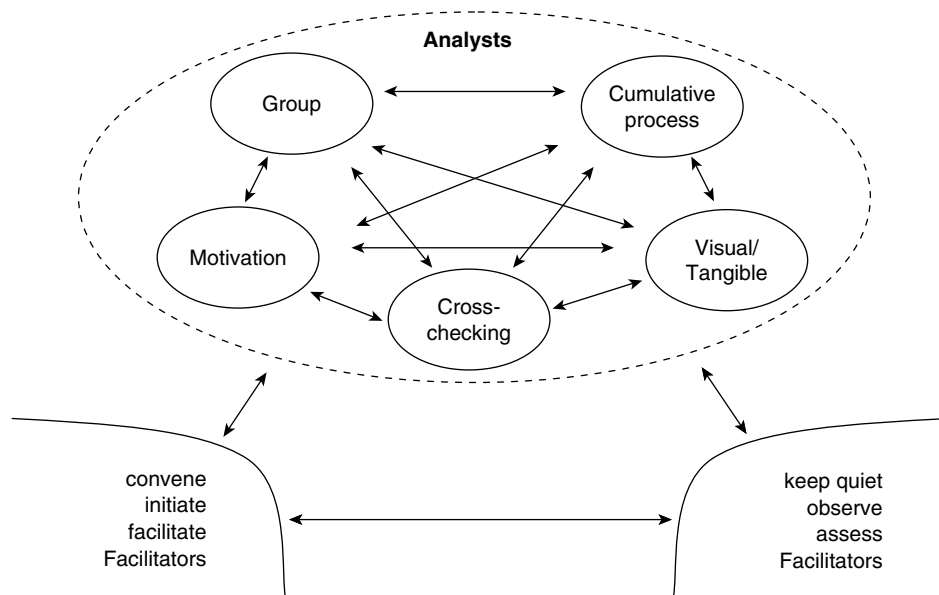 Analysts
Group
Cumulative
process
Motivation
Visual/
Tangible
Cross-
checking
convene
initiate
facilitate
Facilitators
keep quiet
observe
assess
Facilitators